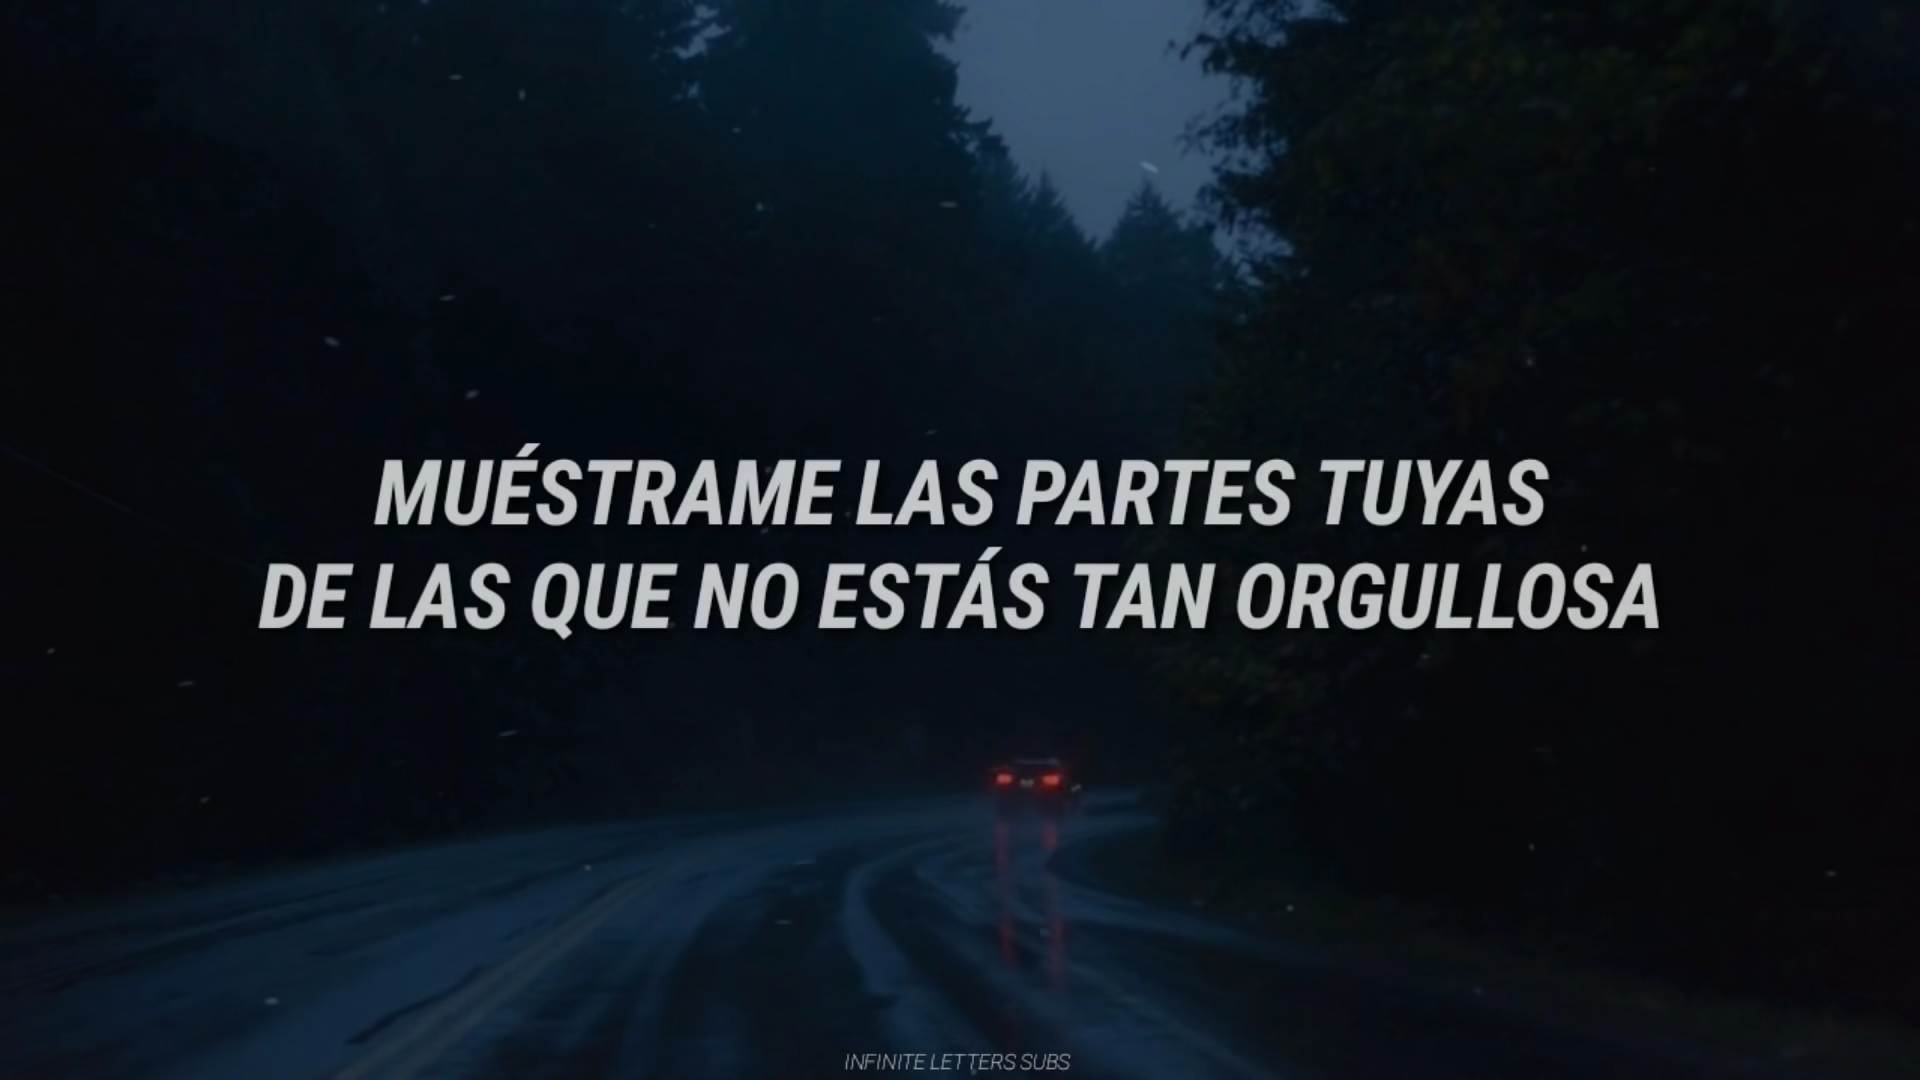 MUÉSTRAME LAS PARTES TUYAS
DE LAS QUE NO ESTÁS TAN ORGULLOSA
INFINITE LETTERS SUBS